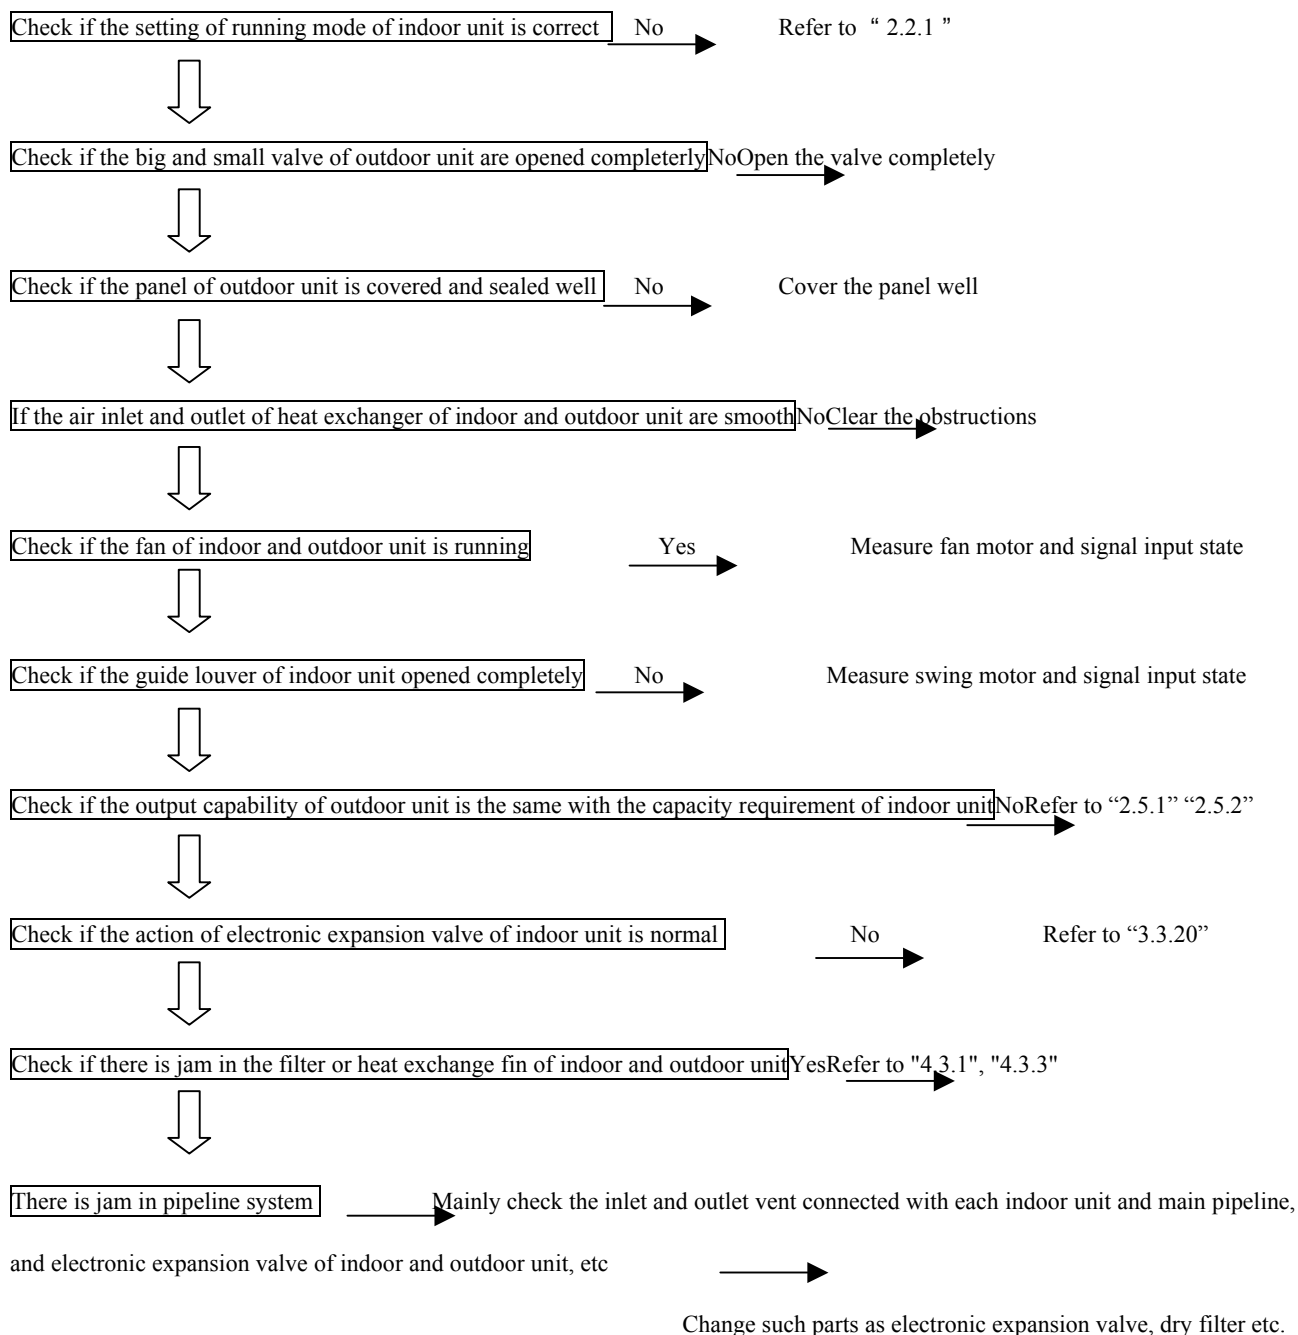 Check if the setting of running mode of indoor unit is correct No Refer to “ 2.2.1 ”
Check if the big and small valve of outdoor unit are opened completerly NoOpen the valve completely
Check if the panel of outdoor unit is covered and sealed well No Cover the panel well
If the air inlet and outlet of heat exchanger of indoor and outdoor unit are smooth NoClear the obstructions
Check if the fan of indoor and outdoor unit is running Yes Measure fan motor and signal input state
Check if the guide louver of indoor unit opened completely No Measure swing motor and signal input state
Check if the output capability of outdoor unit is the same with the capacity requirement of indoor unit NoRefer to “2.5.1” “2.5.2”
Check if the action of electronic expansion valve of indoor unit is normal No Refer to “3.3.20”
Check if there is jam in the filter or heat exchange fin of indoor and outdoor unit YesRefer to "4.3.1", "4.3.3"
There is jam in pipeline system Mainly check the inlet and outlet vent connected with each indoor unit and main pipeline,
and electronic expansion valve of indoor and outdoor unit, etc
Change such parts as electronic expansion valve, dry filter etc.